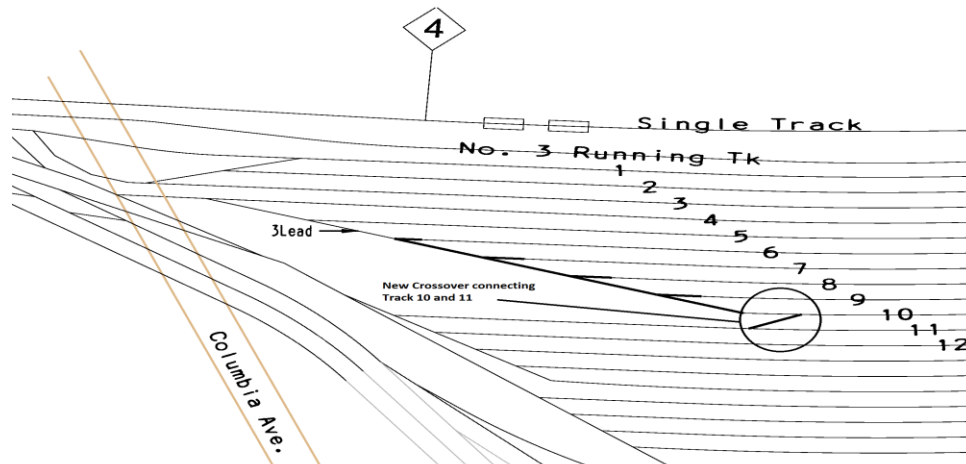 4
Single Track
No. 3 Running Tk
1
2
3
4
5
6
7
8
9
10
11
12
3Lead
New Crossover connecting
Track 10 and 11
Columbia Ave.